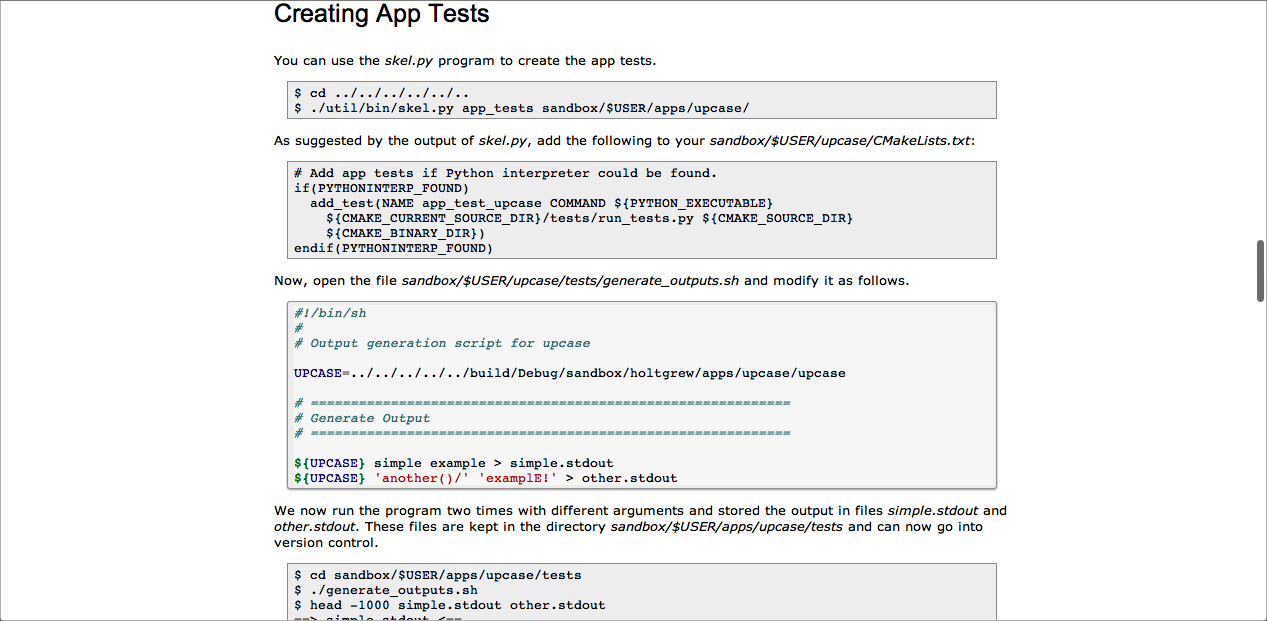 Creating App Tests
You can use the skel.py program to create the app tests.
$ cd ../../../../../..
$ ./util/bin/skel.py app_tests sandbox/$USER/apps/upcase/
As suggested by the output of skel.py, add the following to your sandbox/$USER/upcase/CMakeLists.txt:
# Add app tests if Python interpreter could be found.
if(PYTHONINTERP_FOUND)
  add_test(NAME app_test_upcase COMMAND ${PYTHON_EXECUTABLE}
    ${CMAKE_CURRENT_SOURCE_DIR}/tests/run_tests.py ${CMAKE_SOURCE_DIR}
    ${CMAKE_BINARY_DIR})
endif(PYTHONINTERP_FOUND)
Now, open the file sandbox/$USER/upcase/tests/generate_outputs.sh and modify it as follows.
#!/bin/sh
#
# Output generation script for upcase
UPCASE=../../../../../build/Debug/sandbox/holtgrew/apps/upcase/upcase
# ============================================================
# Generate Output
# ============================================================
${UPCASE} simple example > simple.stdout
${UPCASE} 'another()/' 'examplE!' > other.stdout
We now run the program two times with different arguments and stored the output in files simple.stdout and
other.stdout. These files are kept in the directory sandbox/$USER/apps/upcase/tests and can now go into
version control.
$ cd sandbox/$USER/apps/upcase/tests
$ ./generate_outputs.sh
$ head -1000 simple.stdout other.stdout
==> simple.stdout <==